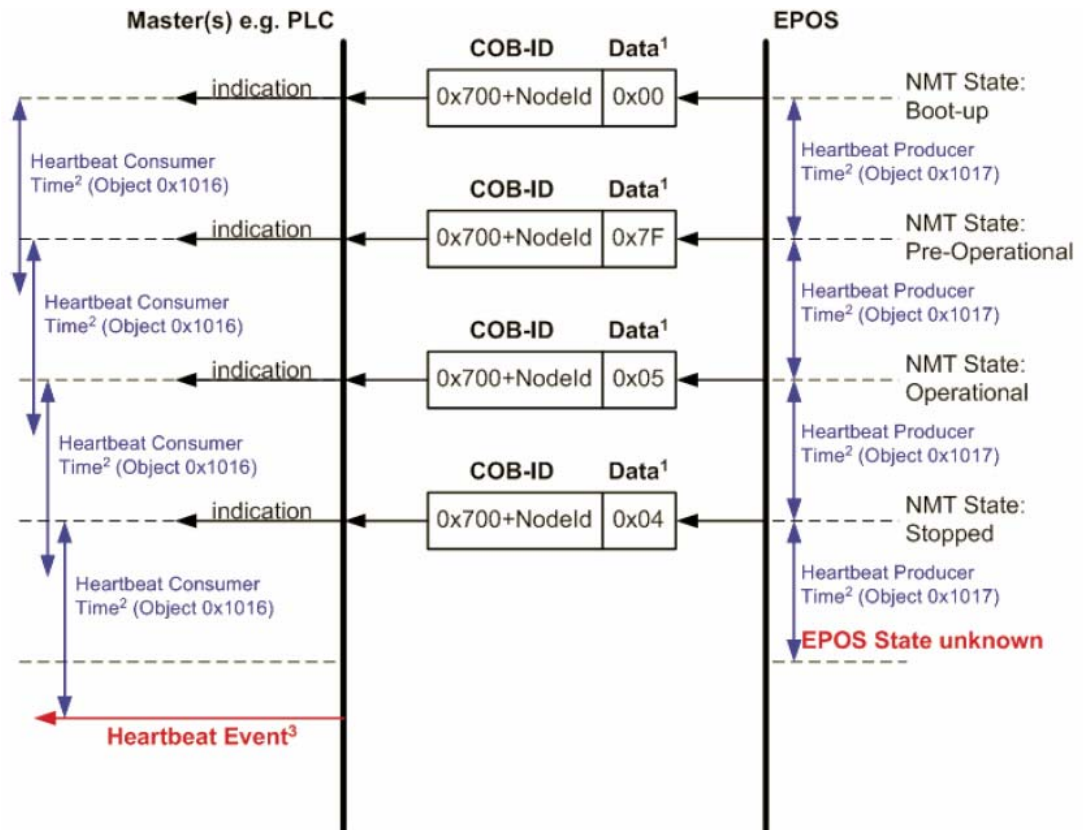 Master(s) e.g. PLC
EPOS
COB-ID Data¹
indication
0x700+NodeId 0x00
NMT State:
Boot-up
Heartbeat Consumer
Time² (Object 0x1016)
Heartbeat Producer
Time² (Object 0x1017)
COB-ID Data¹
indication
0x700+NodeId 0x7F
NMT State:
Pre-Operational
Heartbeat Consumer
Time² (Object 0x1016)
Heartbeat Producer
Time² (Object 0x1017)
COB-ID Data¹
indication
0x700+NodeId 0x05
NMT State:
Operational
Heartbeat Consumer
Time² (Object 0x1016)
Heartbeat Producer
Time² (Object 0x1017)
COB-ID Data¹
indication
0x700+NodeId 0x04
NMT State:
Stopped
Heartbeat Consumer
Time² (Object 0x1016)
Heartbeat Producer
Time² (Object 0x1017)
EPOS State unknown
Heartbeat Event³